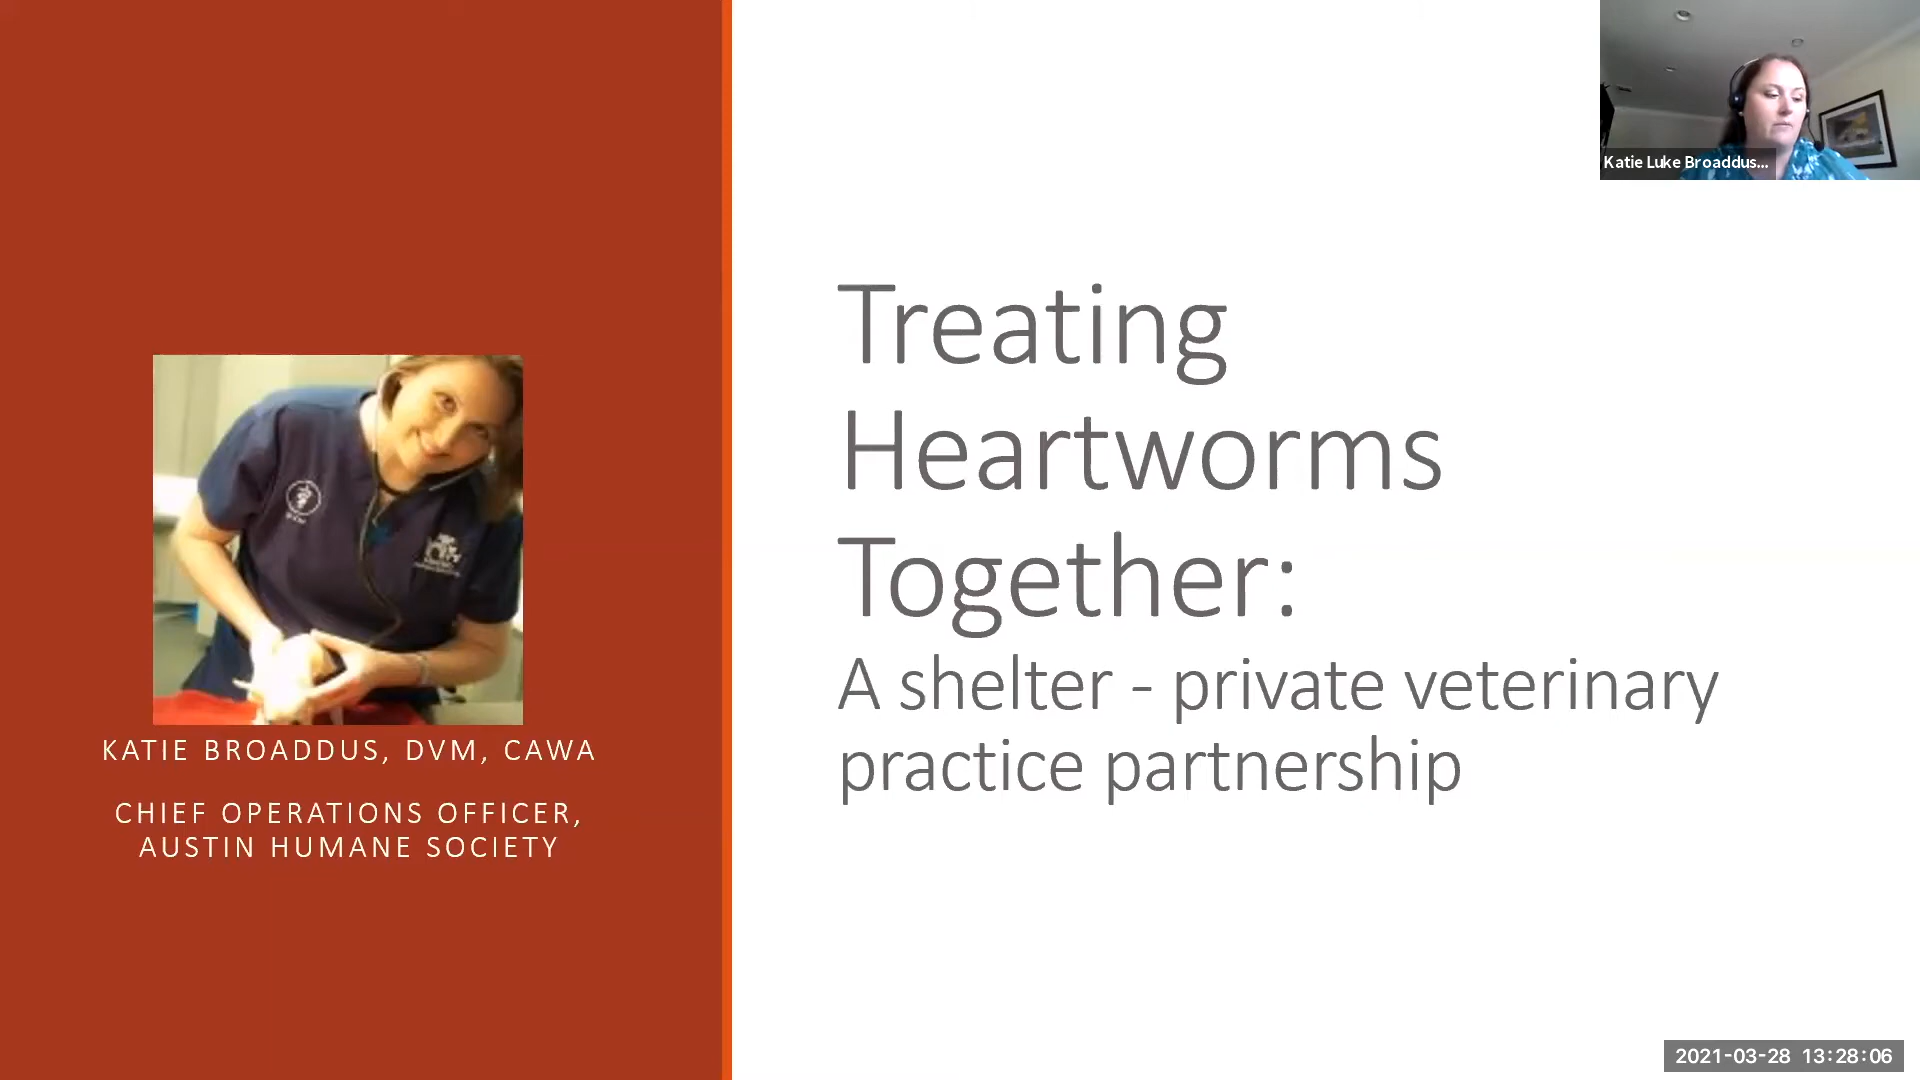 Katie Luke Broaddus...
Treating
Heartworms
Together:
A shelter - private veterinary
practice partnership
KATIE BROADDUS, DVM, CAWA
CHIEF OPERATIONS OFFICER,
AUSTIN HUMANE SOCIETY
2021-03-28 13:28:06